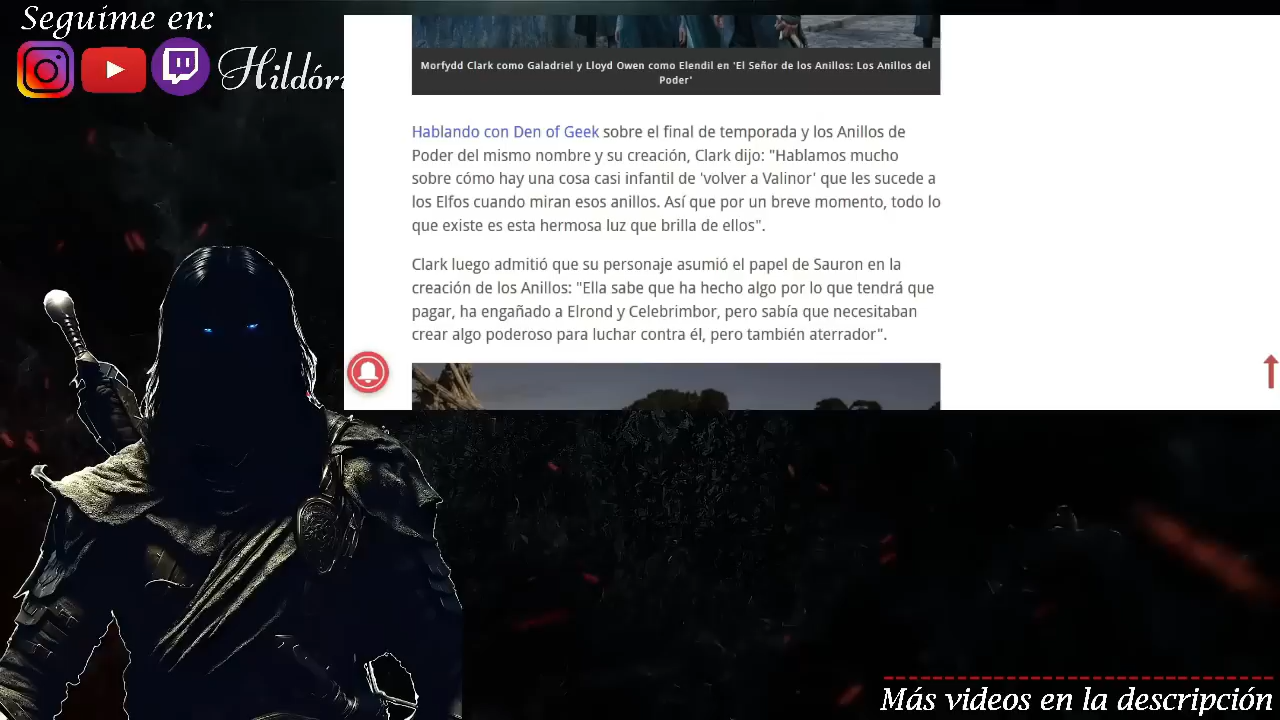 Seguíme en:
Hildóri
Morfydd Clark como Galadriel y Lloyd Owen como Elendil en 'El Señor de los Anillos: Los Anillos del
Poder'
Hablando con Den of Geek sobre el final de temporada y los Anillos de
Poder del mismo nombre y su creación, Clark dijo: "Hablamos mucho
sobre cómo hay una cosa casi infantil de 'volver a Valinor' que les sucede a
los Elfos cuando miran esos anillos. Así que por un breve momento, todo lo
que existe es esta hermosa luz que brilla de ellos".
Clark luego admitió que su personaje asumió el papel de Sauron en la
creación de los Anillos: "Ella sabe que ha hecho algo por lo que tendrá que
pagar, ha engañado a Elrond y Celebrimbor, pero sabía que necesitaban
crear algo poderoso para luchar contra él, pero también aterrador".
Más videos en la descripción